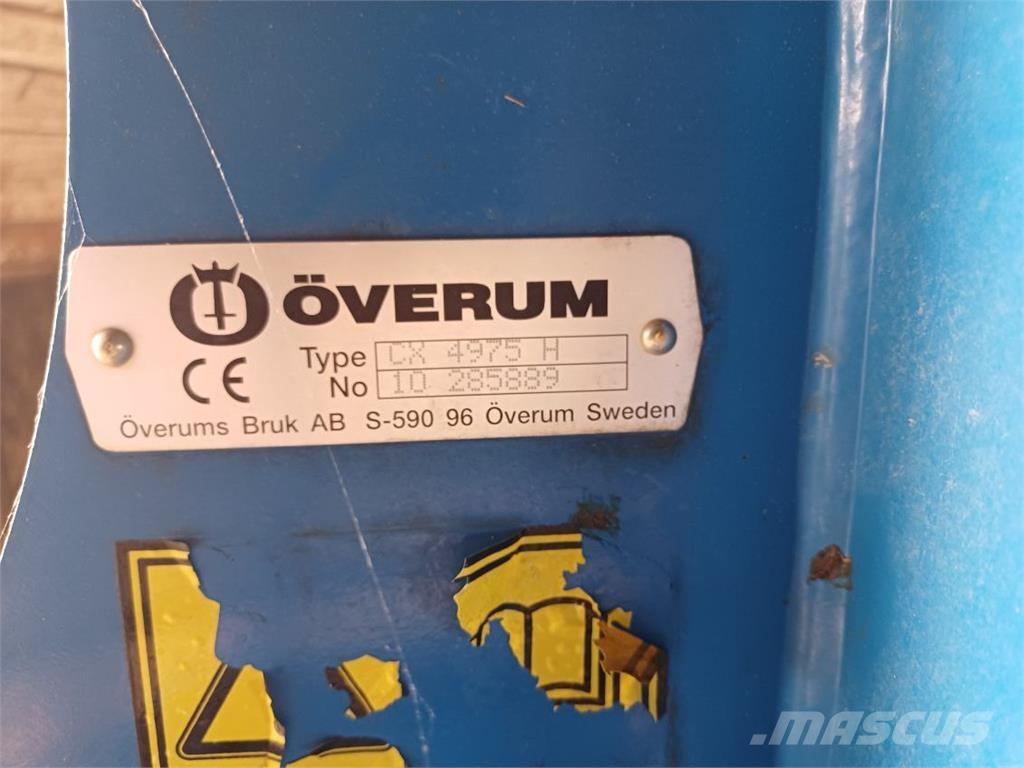 ÖVERUM
Type CX 4975 H
No 10 285889
CE
Överums Bruk AB S-590 96 Överum Sweden
MASCUS